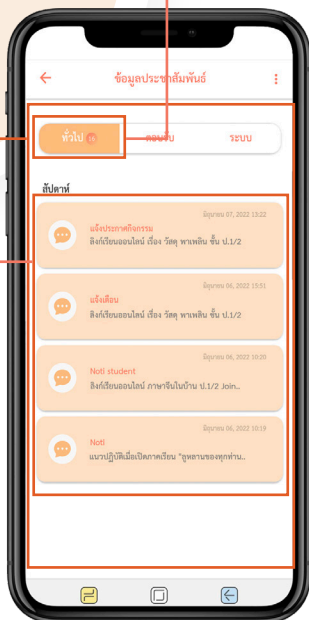 ข้อมูลประชาสัมพันธ์
ทั่วไป
ตอบรับ ระบบ
สัปดาห์
มิถุนายน 07, 2022 13:22
แจ้งประกาศกิจกรรม
ลิงก์เรียนออนไลน์ เรื่อง วัสดุ พาเพลิน ชั้น ป.1/2
มิถุนายน 06, 2022 15:51
แจ้งเตือน
ลิงก์เรียนออนไลน์ เรื่อง วัสดุ พาเพลิน ชั้น ป.1/2
มิถุนายน 06, 2022 10:20
Noti student
ลิงก์เรียนออนไลน์ ภาษาจีนในบ้าน ป.1/2 Join..
มิถุนายน 06, 2022 10:19
Noti
แนวปฏิบัติเมื่อเปิดภาคเรียน "ลูกหลานของทุกท่าน..